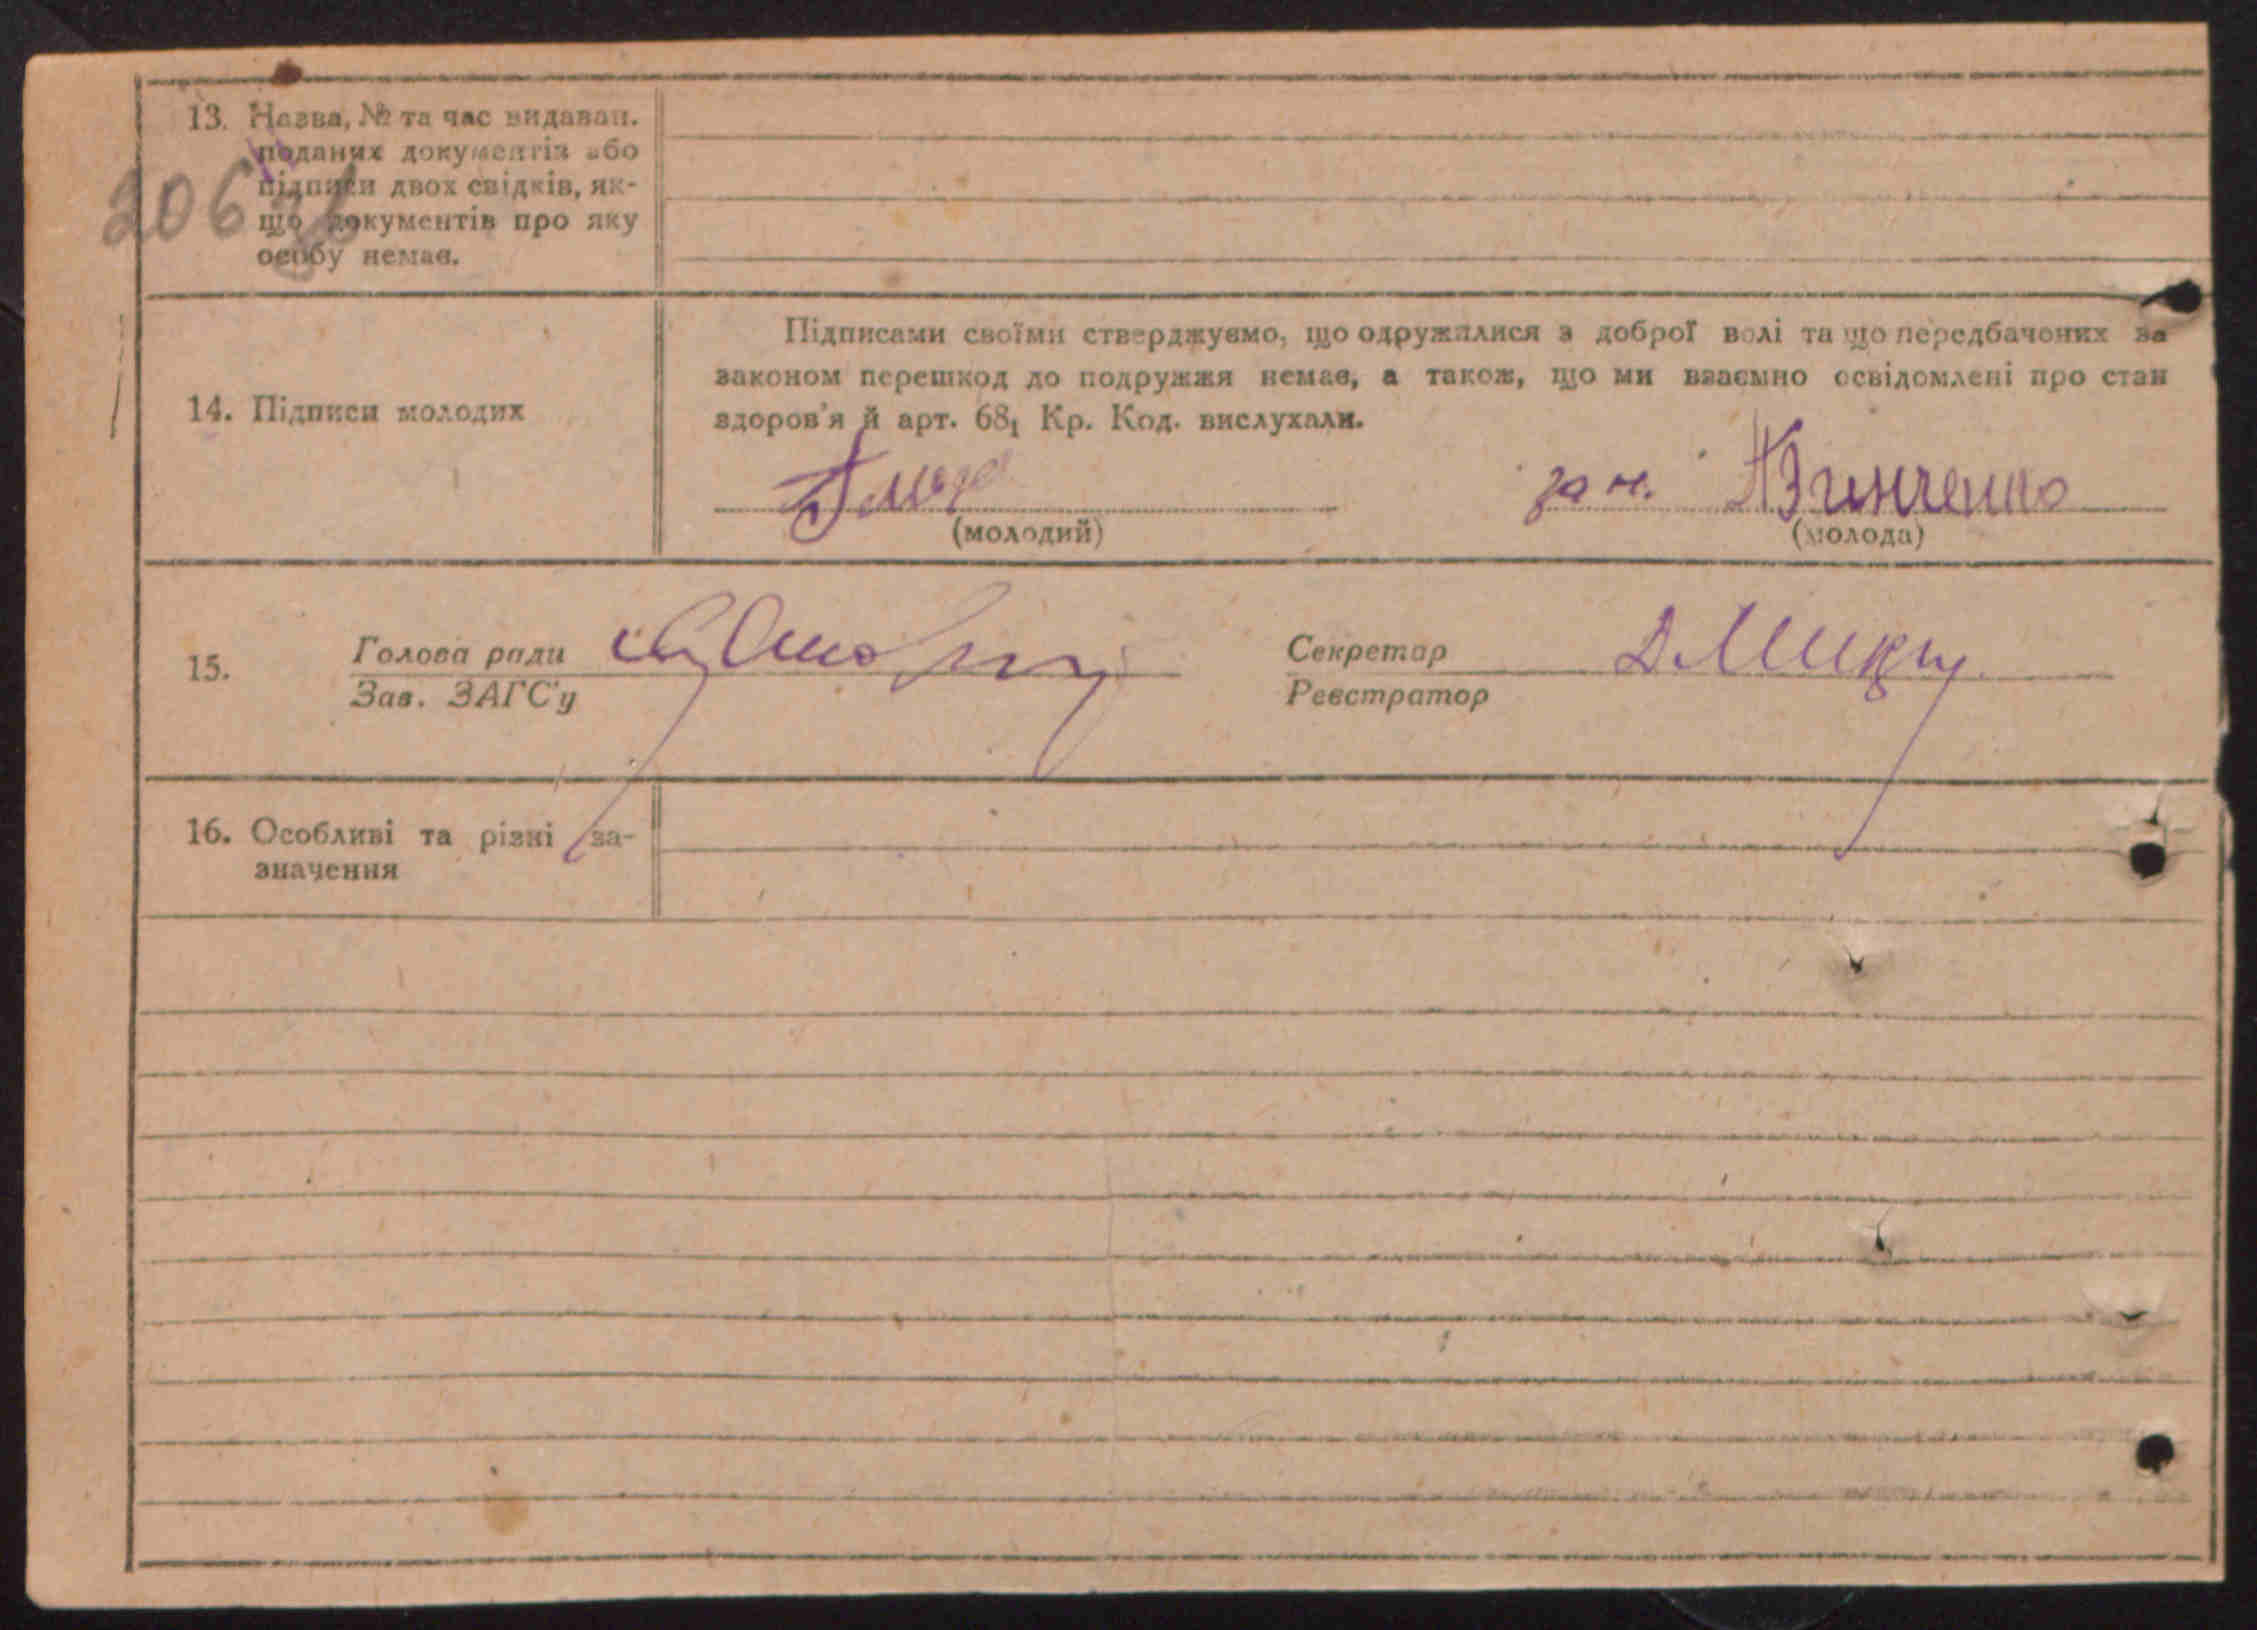 13. Назва, № та час видаван.
поданих документів або
підписи двох свідків, як-
що документів про яку
особу немає.
206
14. Підписи молодих
Підписами своїми стверджуємо, що одружилися з доброї волі та що передбачених за
законом перешкод до подружжя немає, а також, що ми взаємно освідомлені про стан
здоров'я й арт. 68₁ Кр. Код. вислухали.
за н. Зинченко
(молодий) (молода)
15. Голова ради Секретар
Зав. ЗАГС'у Реєстратор
16. Особливі та різні за-
значення